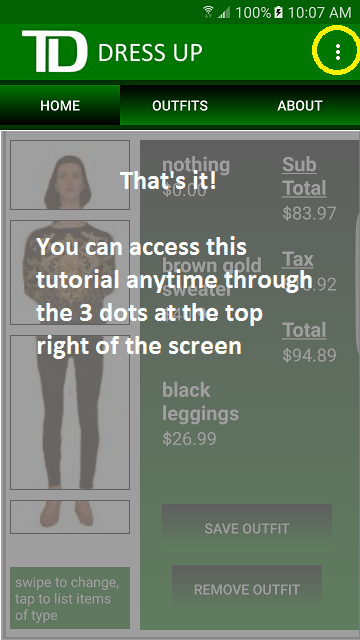 100% 10:07 AM
TD DRESS UP
HOME OUTFITS ABOUT
That's it!
You can access this
tutorial anytime through
the 3 dots at the top
right of the screen
nothing
$0.00
brown gold
sweater
black
leggings
$26.99
Sub
Total
$83.97
Tax
Total
$94.89
SAVE OUTFIT
REMOVE OUTFIT
swipe to change,
tap to list items
of type